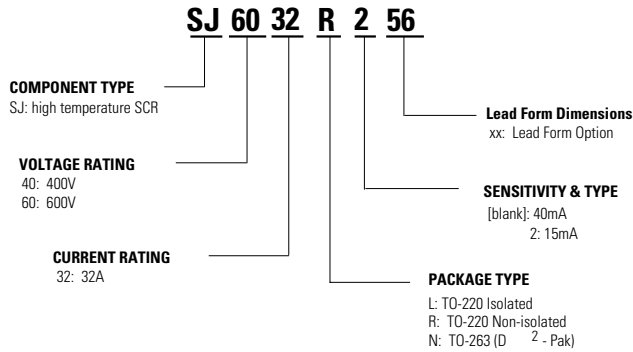 SJ 60 32 R 2 56
COMPONENT TYPE
SJ: high temperature SCR
VOLTAGE RATING
40: 400V
60: 600V
CURRENT RATING
32: 32A
Lead Form Dimensions
xx: Lead Form Option
SENSITIVITY & TYPE
[blank]: 40mA
2: 15mA
PACKAGE TYPE
L: TO-220 Isolated
R: TO-220 Non-isolated
N: TO-263 (D 2 - Pak)